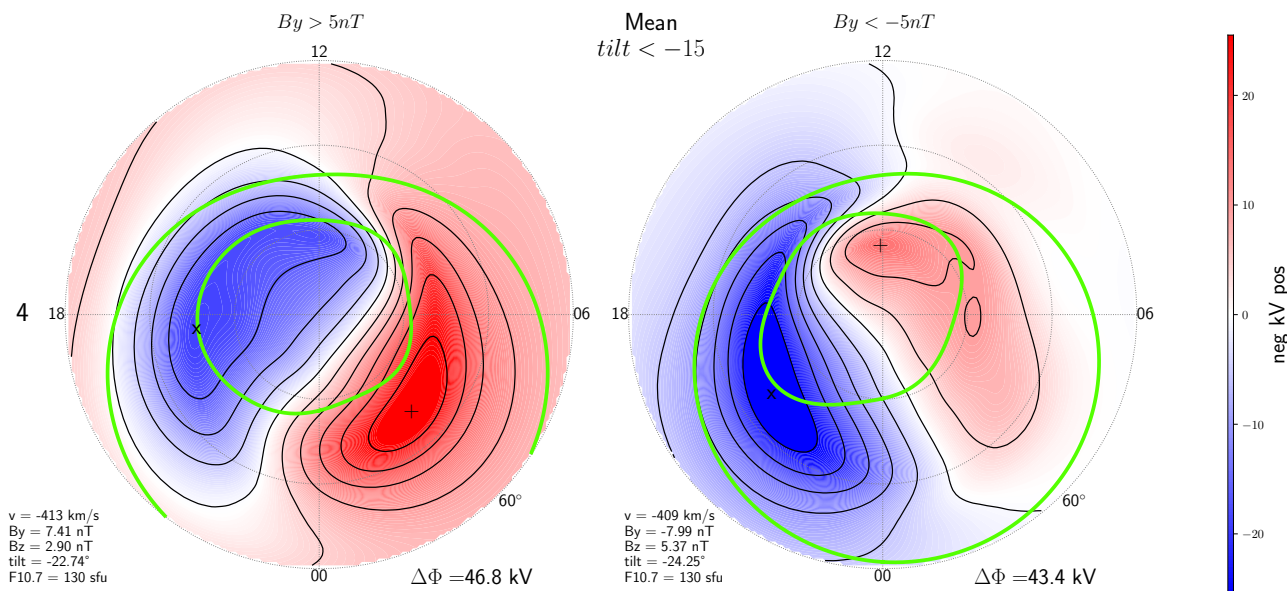 By > 5nT
Mean
tilt < −15
By < −5nT
12
12
4
18
06
18
06
60°
60°
00
00
v = -413 km/s
By = 7.41 nT
Bz = 2.90 nT
tilt = -22.74°
F10.7 = 130 sfu
ΔΦ =46.8 kV
v = -409 km/s
By = -7.99 nT
Bz = 5.37 nT
tilt = -24.25°
F10.7 = 130 sfu
ΔΦ =43.4 kV
20
10
0
−10
−20
neg kV pos